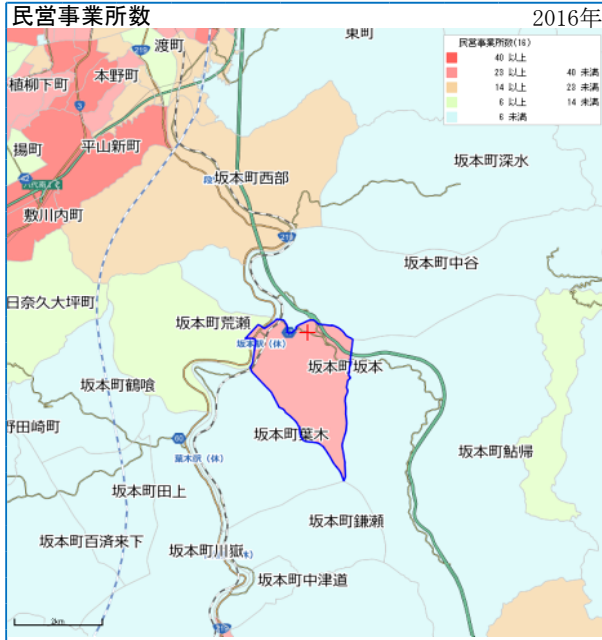 民営事業所数
2016年
民営事業所数(16)
40 以上
23 以上 40 未満
14 以上 23 未満
6 以上 14 未満
6 未満
東町
渡町
219
本野町
植柳下町
3
揚町
平山新町
坂本町深水
坂本町西部
敷川内町
219
坂本町中谷
日奈久大坪町
坂本町荒瀬
坂本駅(休)
坂本町坂本
坂本町鶴喰
坂本町葉木
野田崎町
60
葉木駅(休)
坂本町鮎帰
坂本町田上
坂本町鎌瀬
坂本町百済来下
坂本町川嶽
休)
坂本町中津道
2km